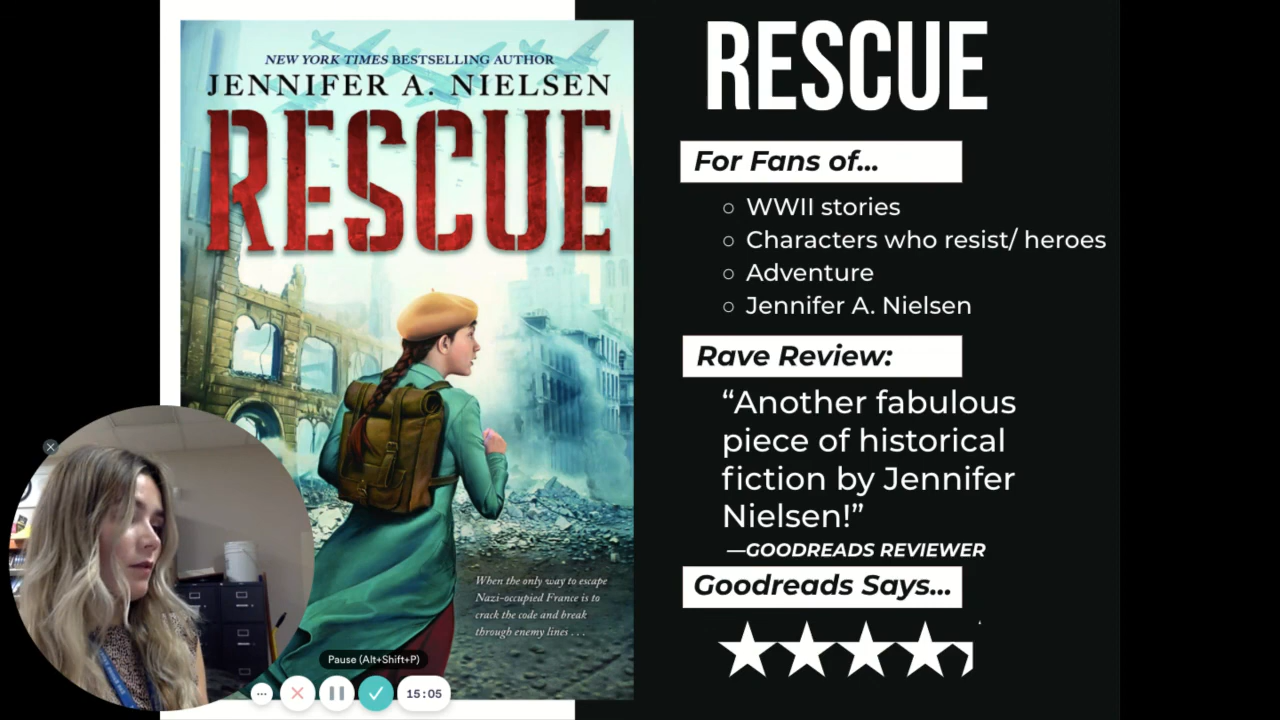 NEW YORK TIMES BESTSELLING AUTHOR
JENNIFER A. NIELSEN
RESCUE
When the only way to escape
Nazi-occupied France is to
crack the code and break
through enemy lines . . .
Pause (Alt+Shift+P)
15:05
RESCUE
For Fans of...
WWII stories
Characters who resist/ heroes
Adventure
Jennifer A. Nielsen
Rave Review:
“Another fabulous
piece of historical
fiction by Jennifer
Nielsen!”
—GOODREADS REVIEWER
Goodreads Says...